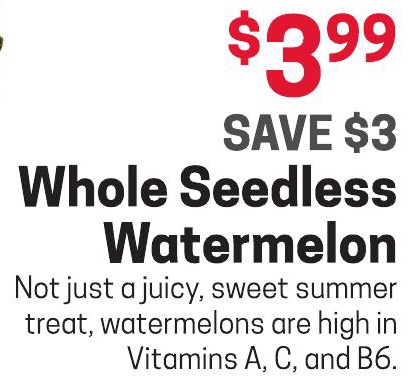 $3.99
SAVE $3
Whole Seedless
Watermelon
Not just a juicy, sweet summer
treat, watermelons are high in
Vitamins A, C, and B6.